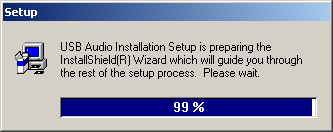 Setup
USB Audio Installation Setup is preparing the
InstallShield(R) Wizard which will guide you through
the rest of the setup process. Please wait.
99 %